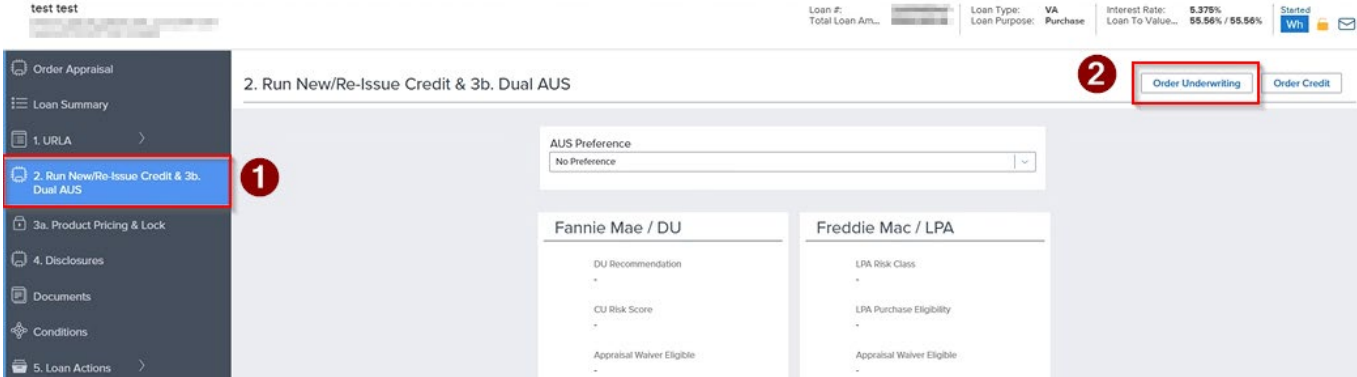 test test
Loan #:
Total Loan Am...
Loan Type: VA
Loan Purpose: Purchase
Interest Rate: 5.375%
Loan To Value... 55.56% / 55.56%
Started
Wh
Order Appraisal
Loan Summary
1. URLA
2. Run New/Re-Issue Credit & 3b.
Dual AUS
3a. Product Pricing & Lock
4. Disclosures
Documents
Conditions
5. Loan Actions
1
2. Run New/Re-Issue Credit & 3b. Dual AUS
2
Order Underwriting
Order Credit
AUS Preference
No Preference
Fannie Mae / DU
DU Recommendation
-
CU Risk Score
-
Appraisal Waiver Eligible
-
Freddie Mac / LPA
LPA Risk Class
-
LPA Purchase Eligibility
-
Appraisal Waiver Eligible
-